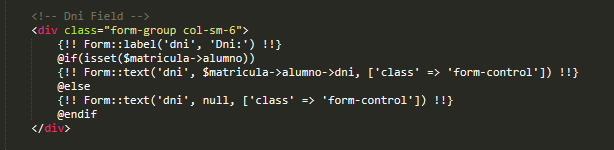 <!-- Dni Field -->
<div class="form-group col-sm-6">
{!! Form::label('dni', 'Dni:') !!}
@if(isset($matricula->alumno))
{!! Form::text('dni', $matricula->alumno->dni, ['class' => 'form-control']) !!}
@else
{!! Form::text('dni', null, ['class' => 'form-control']) !!}
@endif
</div>